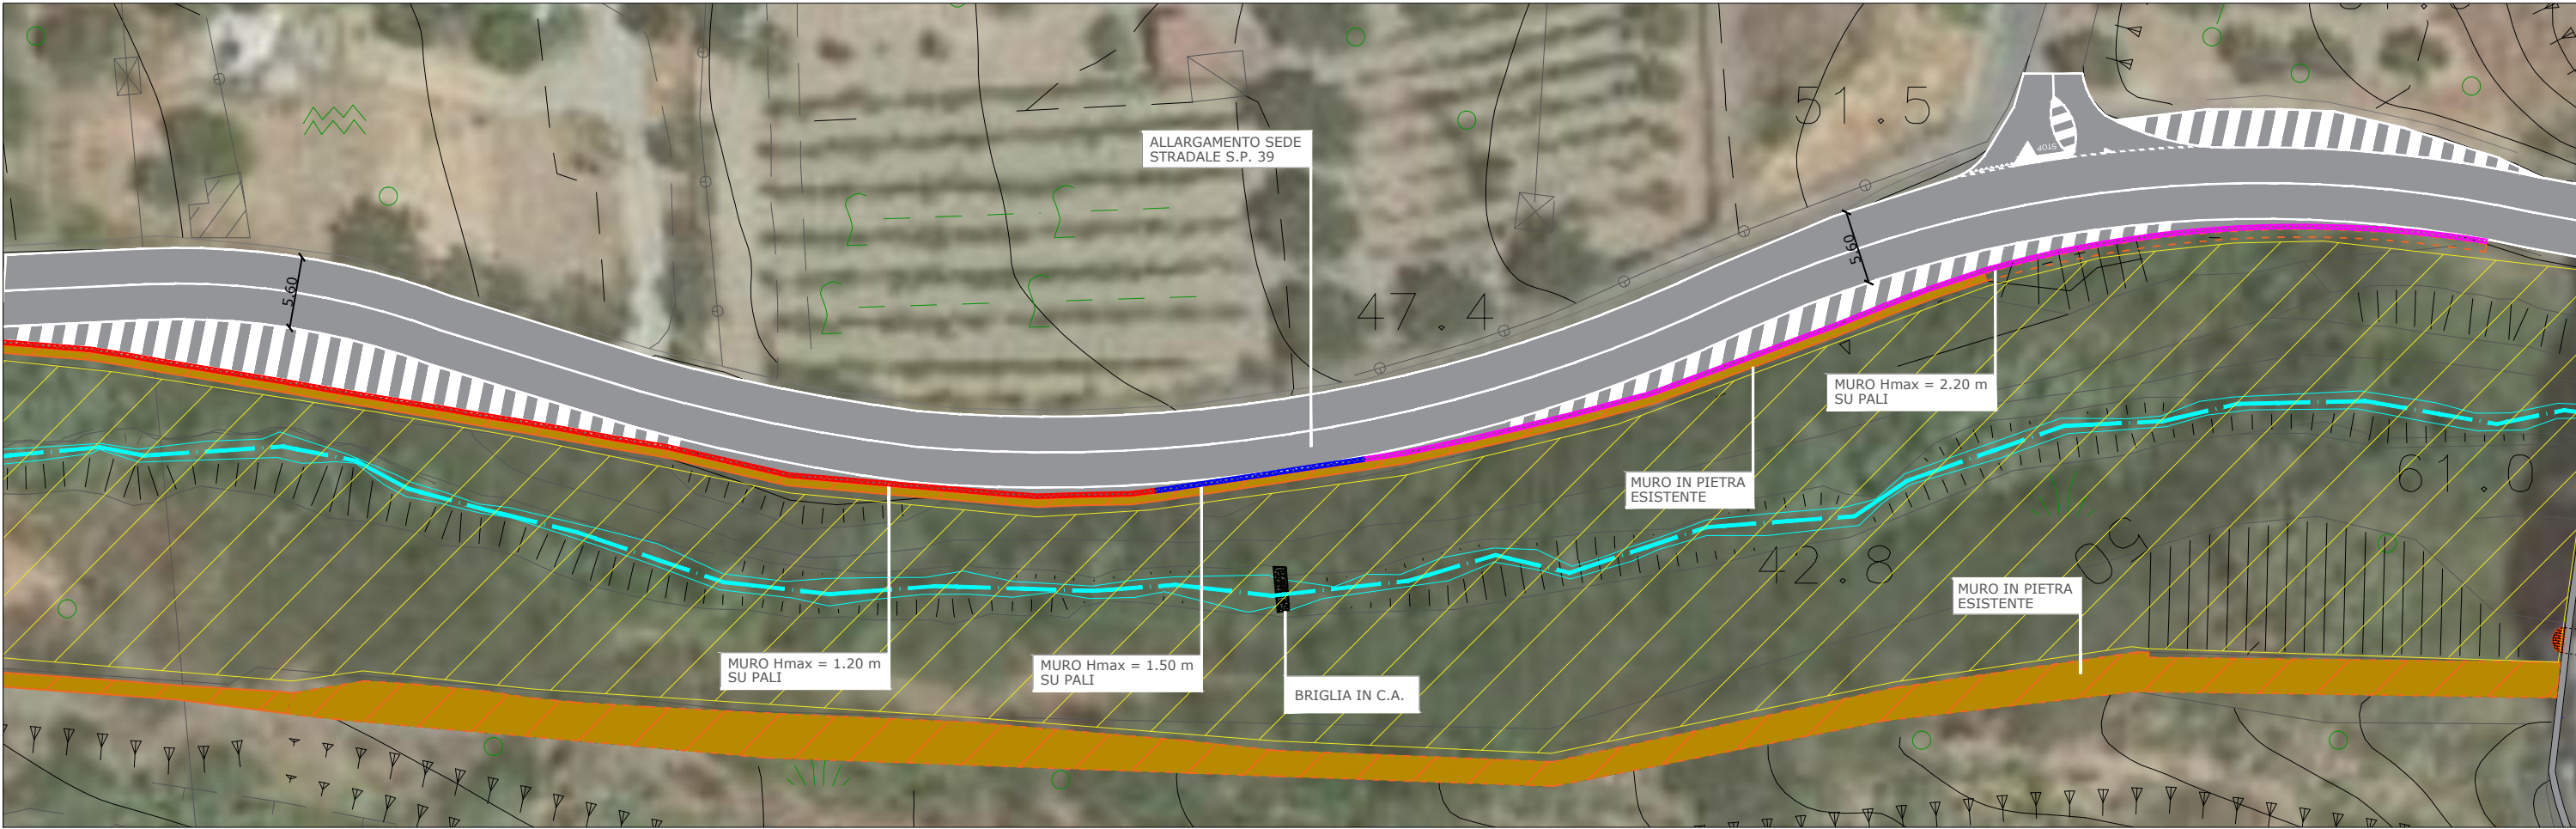 51.5
ALLARGAMENTO SEDE
STRADALE S.P. 39
STOP
5.60
5.60
47.4
MURO Hmax = 2.20 m
SU PALI
MURO IN PIETRA
ESISTENTE
61.0
42.8
MURO IN PIETRA
ESISTENTE
MURO Hmax = 1.20 m
SU PALI
MURO Hmax = 1.50 m
SU PALI
BRIGLIA IN C.A.